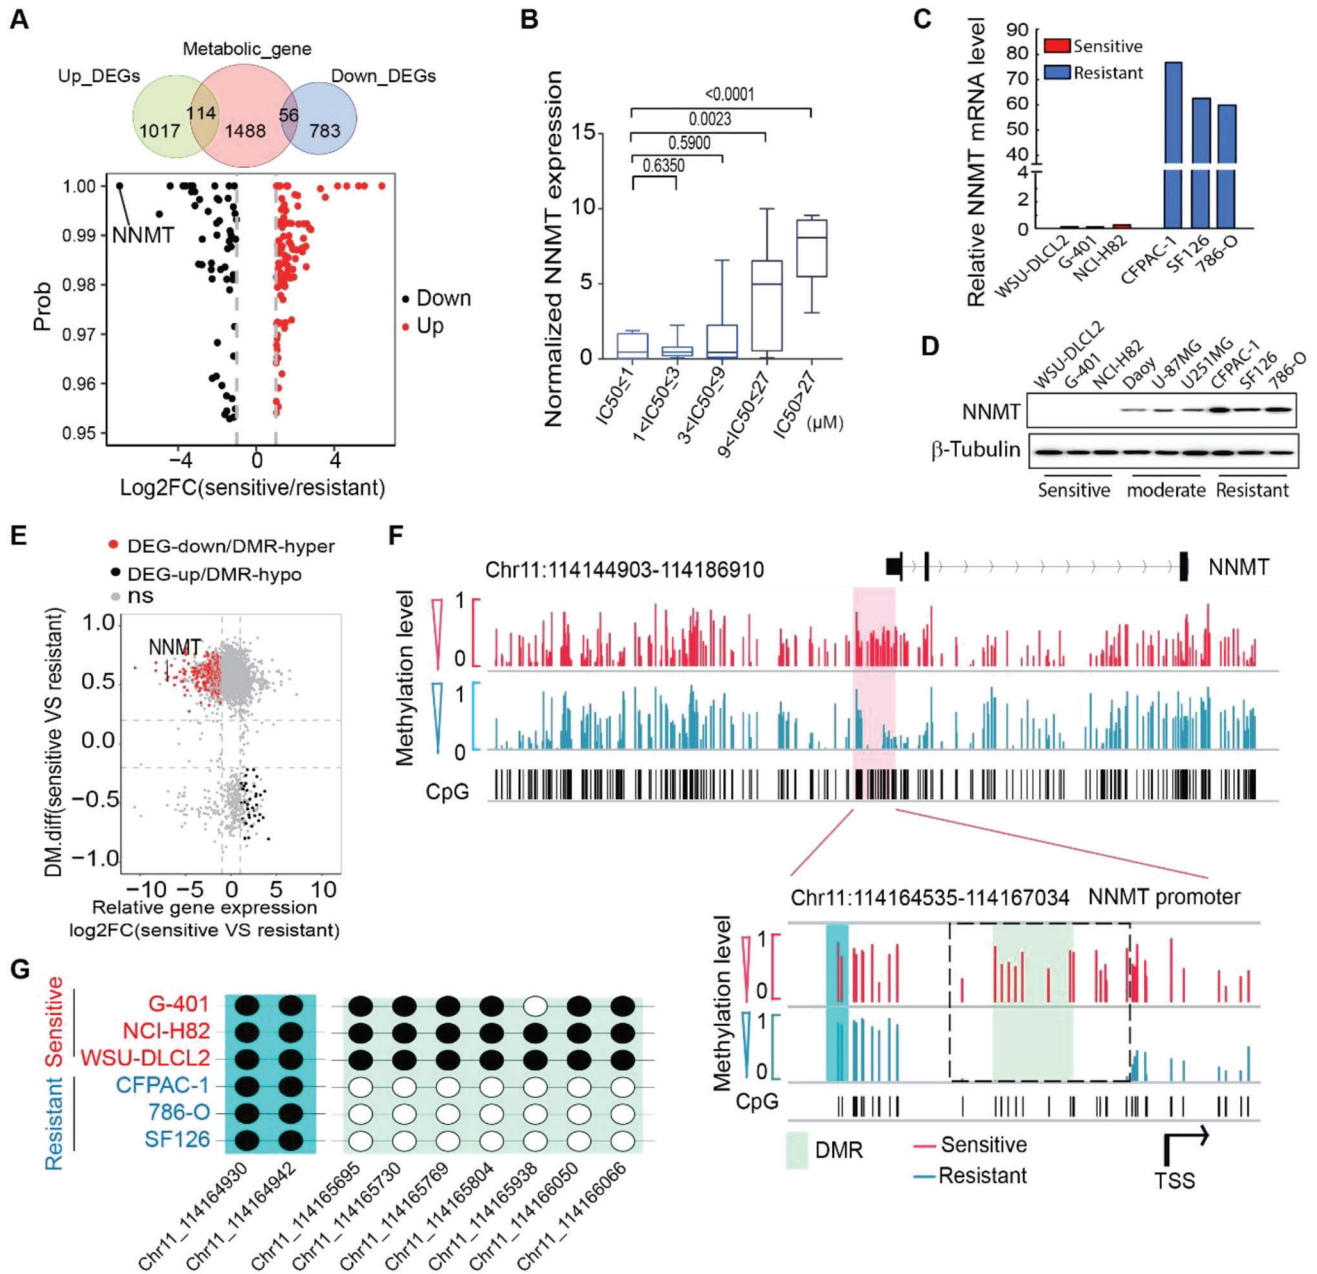 A
Metabolic_gene
Up_DEGs
Down_DEGs
1017
114
1488
56
783
1.00
0.99
0.98
0.97
0.96
0.95
Prob
NNMT
Down
Up
−4
0
4
Log2FC(sensitive/resistant)
B
Normalized NNMT expression
15
10
5
0
<0.0001
0.0023
0.5900
0.6350
IC50≤1
1<IC50≤3
3<IC50≤9
9<IC50≤27
IC50>27
(μM)
C
Relative NNMT mRNA level
90
80
70
60
50
40
4
2
0
Sensitive
Resistant
WSU-DLCL2
G-401
NCI-H82
CFPAC-1
SF126
786-O
D
WSU-DLCL2
G-401
NCI-H82
Daoy
U-87MG
U251MG
CFPAC-1
SF126
786-O
NNMT
β-Tubulin
Sensitive
moderate
Resistant
E
DEG-down/DMR-hyper
DEG-up/DMR-hypo
ns
DM.diff(sensitive VS resistant)
1.0
0.5
0.0
−0.5
−1.0
NNMT
−10
−5
0
5
10
Relative gene expression
log2FC(sensitive VS resistant)
F
Chr11:114144903-114186910
NNMT
Methylation level
1
0
1
0
CpG
Chr11:114164535-114167034
NNMT promoter
Methylation level
1
0
1
0
CpG
DMR
Sensitive
Resistant
TSS
G
Sensitive
Resistant
G-401
NCI-H82
WSU-DLCL2
CFPAC-1
786-O
SF126
Chr11_114164930
Chr11_114164942
Chr11_114165695
Chr11_114165730
Chr11_114165769
Chr11_114165804
Chr11_114165938
Chr11_114166050
Chr11_114166066